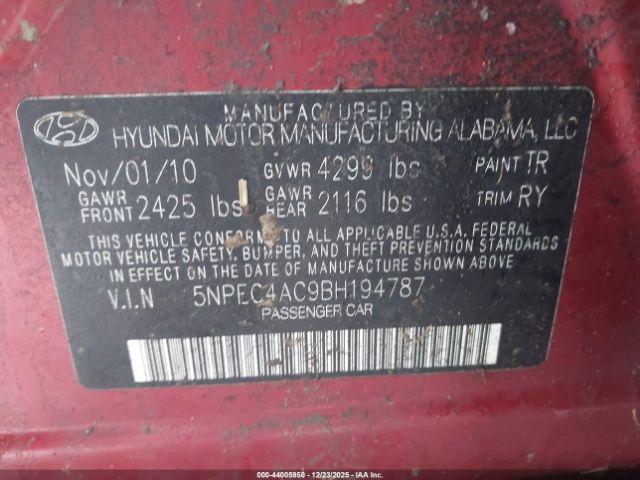 MANUFACTURED BY
HYUNDAI MOTOR MANUFACTURING ALABAMA, LLC
Nov/01/10 GVWR 4299 lbs PAINT TR
GAWR FRONT 2425 lbs GAWR REAR 2116 lbs TRIM RY
THIS VEHICLE CONFORMS TO ALL APPLICABLE U.S.A. FEDERAL
MOTOR VEHICLE SAFETY, BUMPER, AND THEFT PREVENTION STANDARDS
IN EFFECT ON THE DATE OF MANUFACTURE SHOWN ABOVE.
V.I.N 5NPEC4AC9BH194787
PASSENGER CAR
000-44005950 - 12/23/2025 - IAAI.com